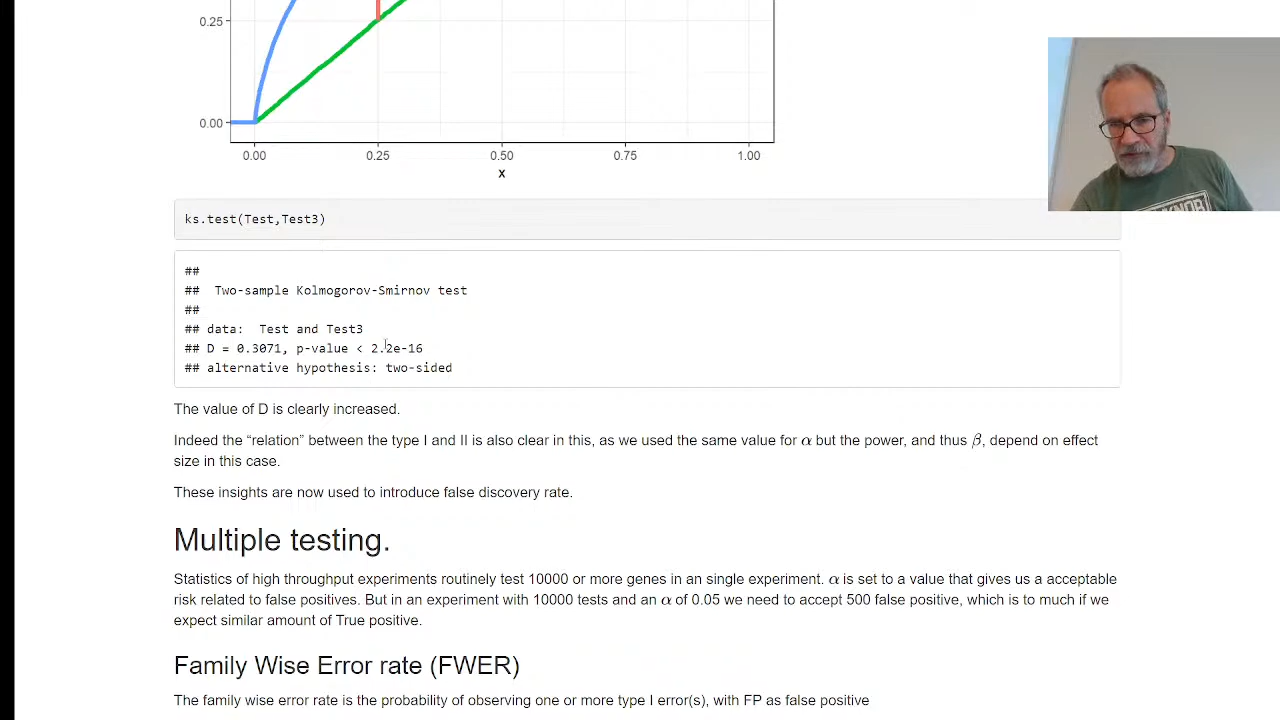 0.25
0.00
0.00 0.25 0.50 0.75 1.00
x
ks.test(Test,Test3)
##
## Two-sample Kolmogorov-Smirnov test
##
## data: Test and Test3
## D = 0.3071, p-value < 2.2e-16
## alternative hypothesis: two-sided
The value of D is clearly increased.
Indeed the “relation” between the type I and II is also clear in this, as we used the same value for α but the power, and thus β, depend on effect
size in this case.
These insights are now used to introduce false discovery rate.
Multiple testing.
Statistics of high throughput experiments routinely test 10000 or more genes in an single experiment. α is set to a value that gives us a acceptable
risk related to false positives. But in an experiment with 10000 tests and an α of 0.05 we need to accept 500 false positive, which is to much if we
expect similar amount of True positive.
Family Wise Error rate (FWER)
The family wise error rate is the probability of observing one or more type I error(s), with FP as false positive